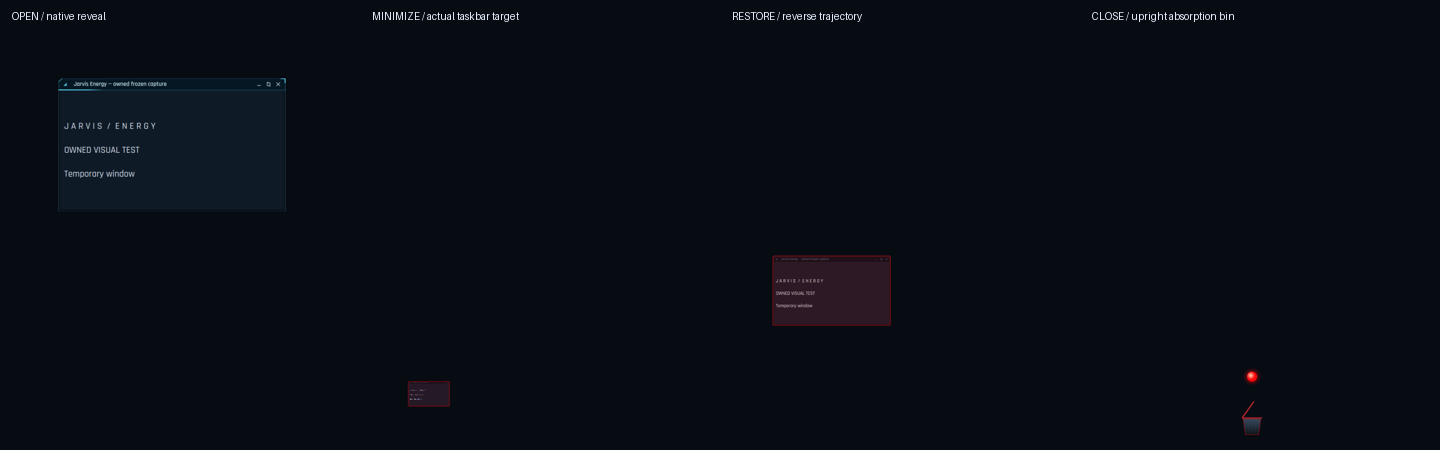 OPEN / native reveal
MINIMIZE / actual taskbar target
RESTORE / reverse trajectory
CLOSE / upright absorption bin
Jarvis Energy — owned frozen capture
JARVIS / ENERGY
OWNED VISUAL TEST
Temporary window
JARVIS / ENERGY
OWNED VISUAL TEST
Temporary window